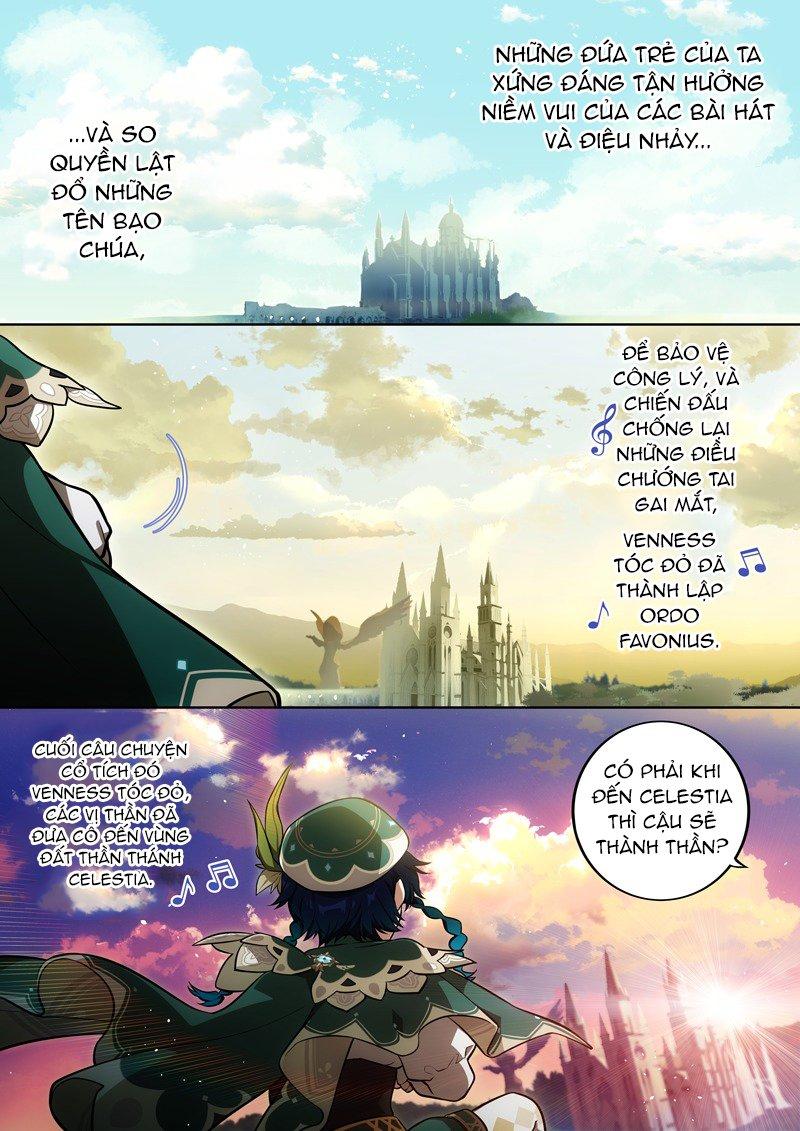 NHỮNG ĐỨA TRẺ CỦA TA
XỨNG ĐÁNG TẬN HƯỞNG
NIỀM VUI CỦA CÁC BÀI HÁT
VÀ ĐIỆU NHẢY...
...VÀ SO
QUYỀN LẬT
ĐỔ NHỮNG
TÊN BẠO
CHÚA,
ĐỂ BẢO VỆ
CÔNG LÝ, VÀ
CHIẾN ĐẤU
CHỐNG LẠI
NHỮNG ĐIỀU
CHƯỚNG TAI
GAI MẮT,
VENNESS
TÓC ĐỎ ĐÃ
THÀNH LẬP
ORDO
FAVONIUS.
CUỐI CÂU CHUYỆN
CỔ TÍCH ĐÓ
VENNESS TÓC ĐỎ,
CÁC VỊ THẦN ĐÃ
ĐƯA CÔ ĐẾN VÙNG
ĐẤT THẦN THÁNH
CELESTIA.
CÓ PHẢI KHI
ĐẾN CELESTIA
THÌ CẬU SẼ
THÀNH THẦN?